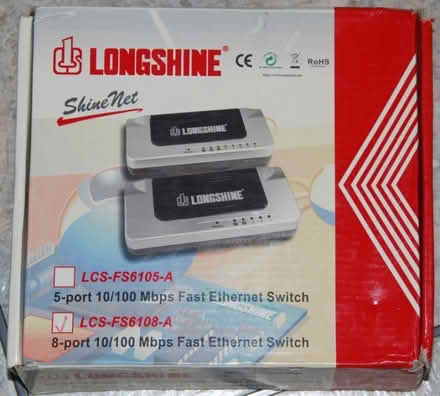 LONGSHINE®
CE
RoHS
ShineNet
LONGSHINE
LONGSHINE
LCS-FS6105-A
5-port 10/100 Mbps Fast Ethernet Switch
LCS-FS6108-A
8-port 10/100 Mbps Fast Ethernet Switch
LONGSHINE